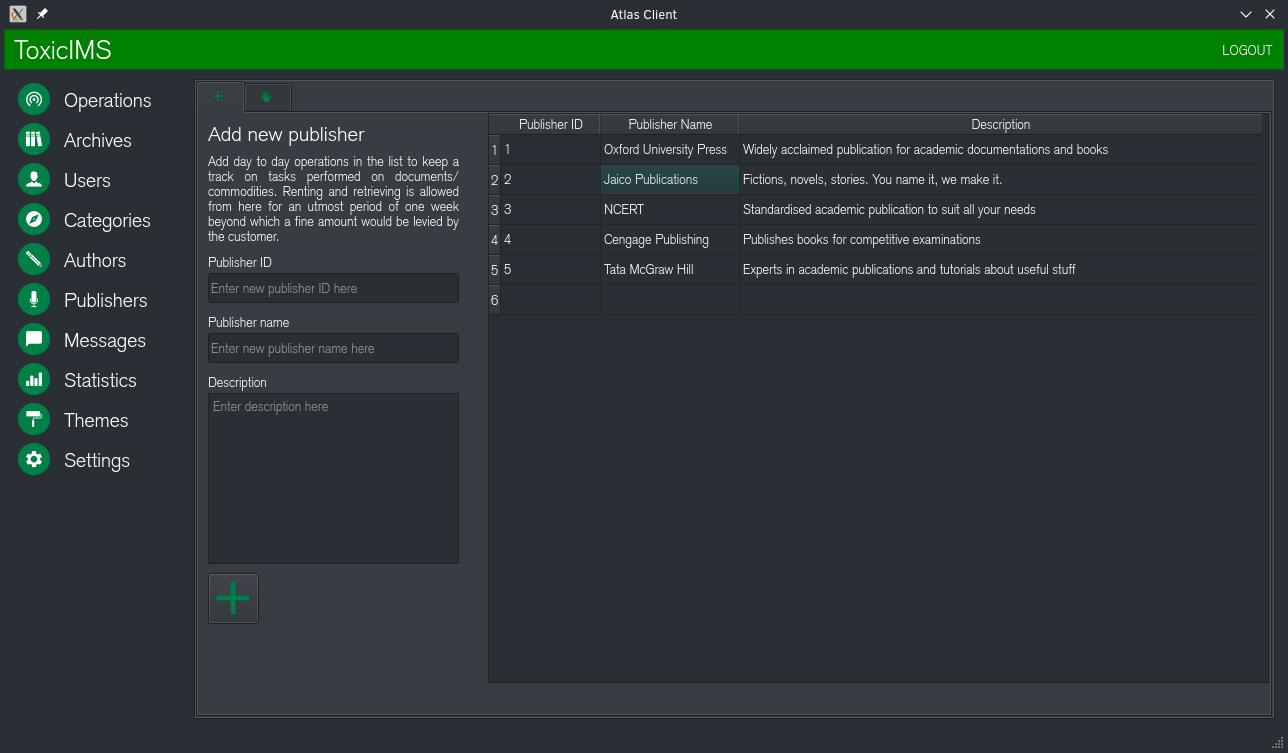 Atlas Client
ToxicIMS
LOGOUT
Operations
Archives
Users
Categories
Authors
Publishers
Messages
Statistics
Themes
Settings
Add new publisher
Add day to day operations in the list to keep a
track on tasks performed on documents/
commodities. Renting and retrieving is allowed
from here for an utmost period of one week
beyond which a fine amount would be levied by
the customer.
Publisher ID
Enter new publisher ID here
Publisher name
Enter new publisher name here
Description
Enter description here
Publisher ID Publisher Name Description
1 1 Oxford University Press Widely acclaimed publication for academic documentations and books
2 2 Jaico Publications Fictions, novels, stories. You name it, we make it.
3 3 NCERT Standardised academic publication to suit all your needs
4 4 Cengage Publishing Publishes books for competitive examinations
5 5 Tata McGraw Hill Experts in academic publications and tutorials about useful stuff
6